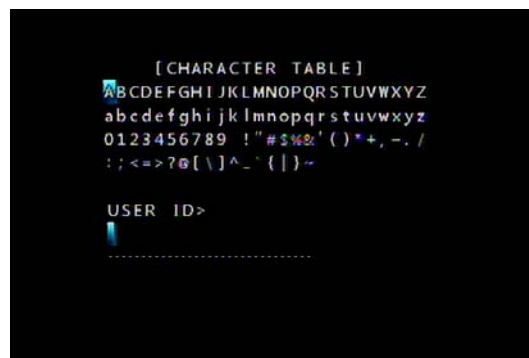 [CHARACTER TABLE]
ABCDEFGHIJKLMNOPQRSTUVWXYZ
abcdefghijklmnopqrstuvwxyz
0123456789 !"#$%&'()*+,-./
:;<=>?@[\]^_`{|}~
USER ID>